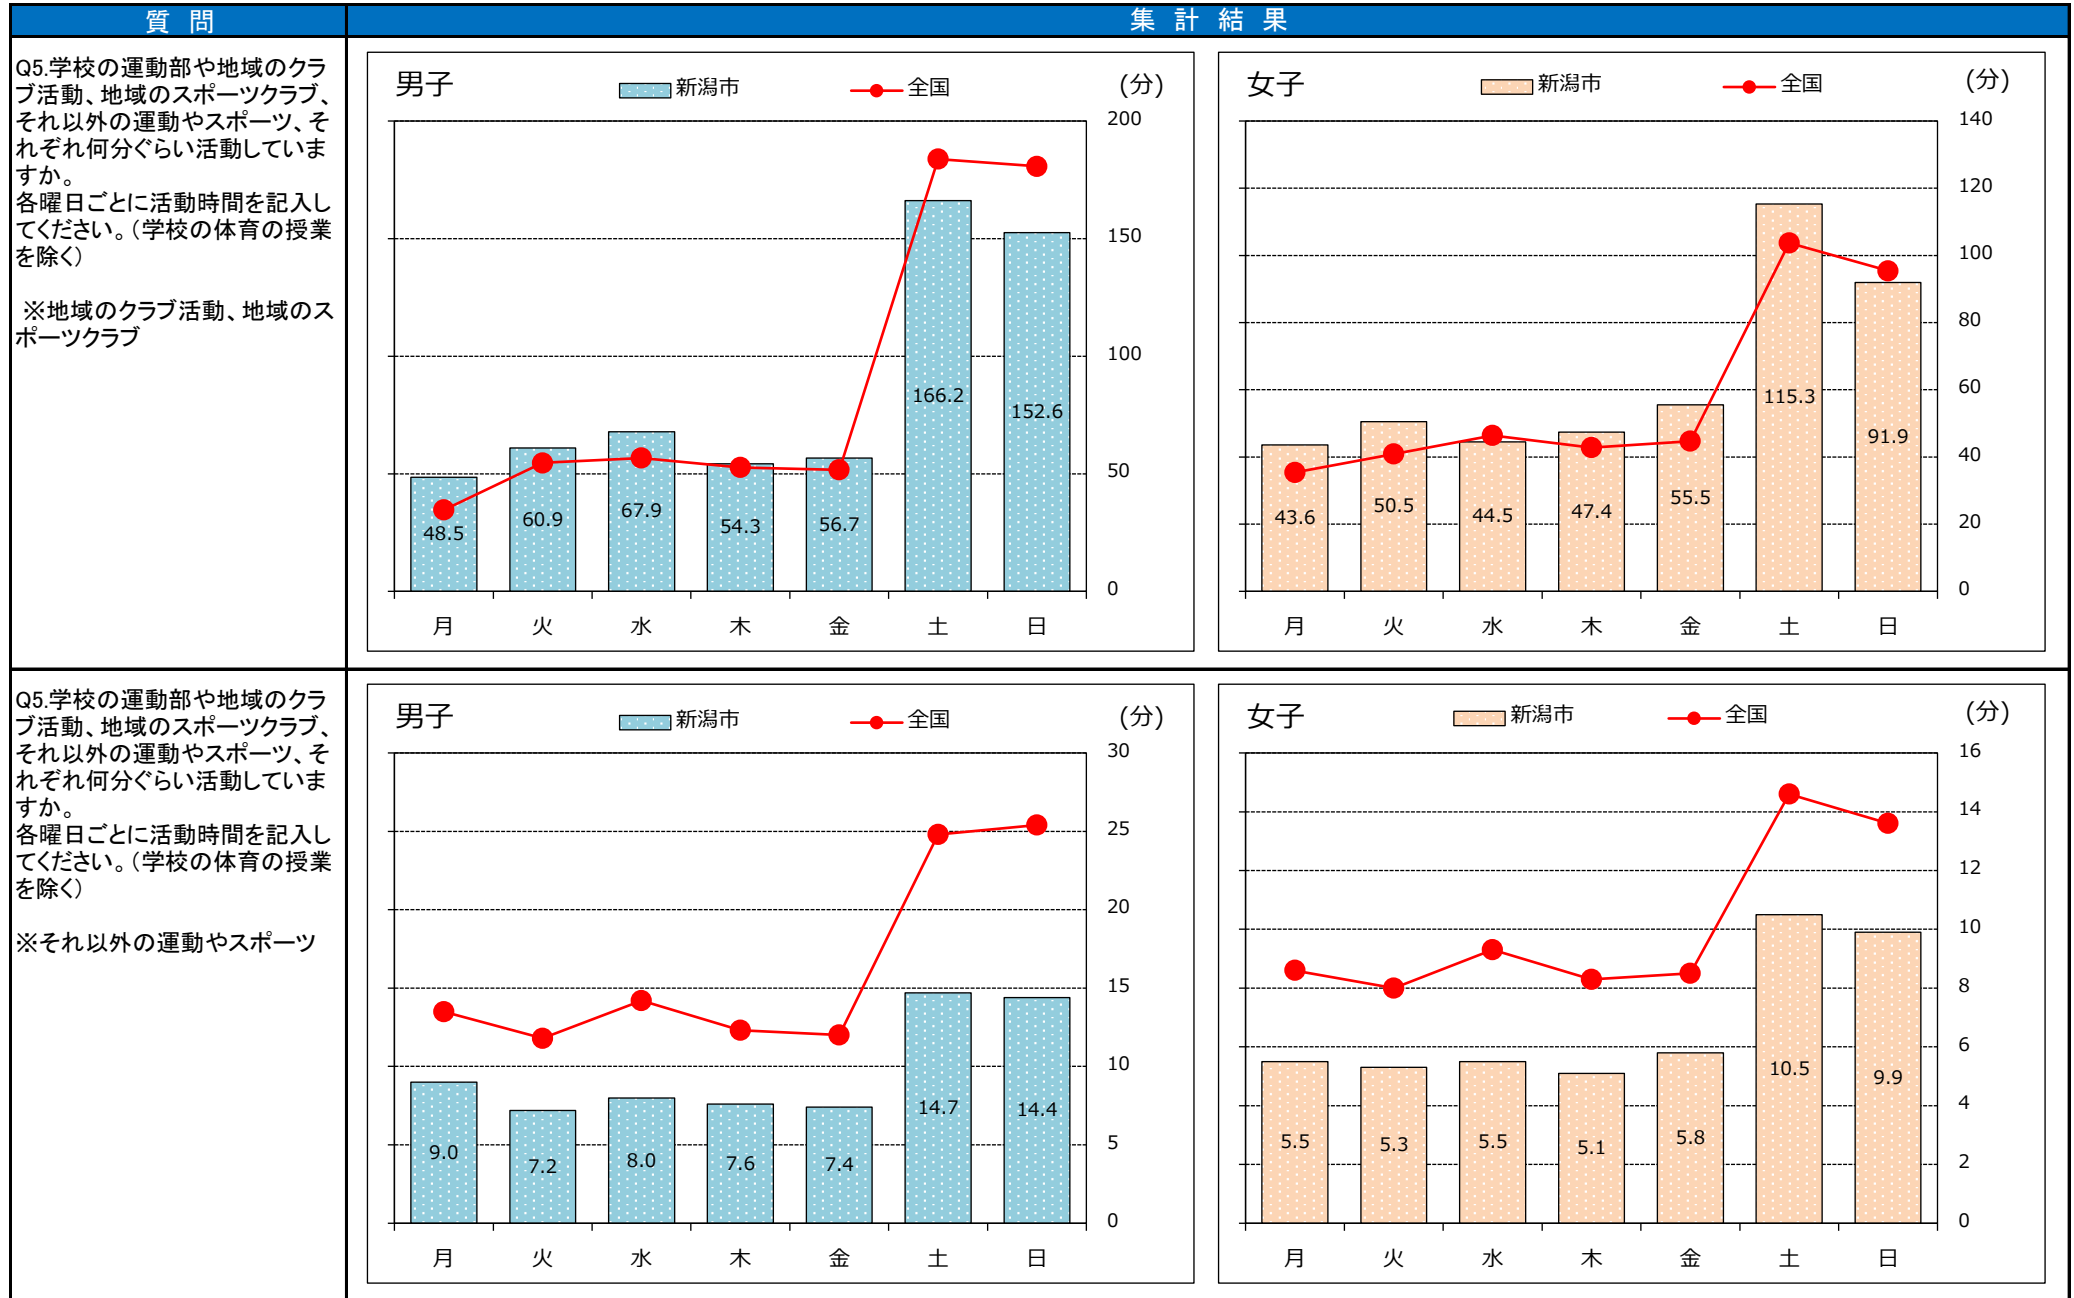 質 問
集 計 結 果
Q5.学校の運動部や地域のクラ
ブ活動、地域のスポーツクラブ、
それ以外の運動やスポーツ、そ
れぞれ何分ぐらい活動していま
すか。
各曜日ごとに活動時間を記入し
てください。（学校の体育の授業
を除く）
※地域のクラブ活動、地域のス
ポーツクラブ
男子
新潟市
全国
(分)
200
150
100
50
0
48.5
60.9
67.9
54.3
56.7
166.2
152.6
月 火 水 木 金 土 日
女子
新潟市
全国
(分)
140
120
100
80
60
40
20
0
43.6
50.5
44.5
47.4
55.5
115.3
91.9
月 火 水 木 金 土 日
Q5.学校の運動部や地域のクラ
ブ活動、地域のスポーツクラブ、
それ以外の運動やスポーツ、そ
れぞれ何分ぐらい活動していま
すか。
各曜日ごとに活動時間を記入し
てください。（学校の体育の授業
を除く）
※それ以外の運動やスポーツ
男子
新潟市
全国
(分)
30
25
20
15
10
5
0
9.0
7.2
8.0
7.6
7.4
14.7
14.4
月 火 水 木 金 土 日
女子
新潟市
全国
(分)
16
14
12
10
8
6
4
2
0
5.5
5.3
5.5
5.1
5.8
10.5
9.9
月 火 水 木 金 土 日